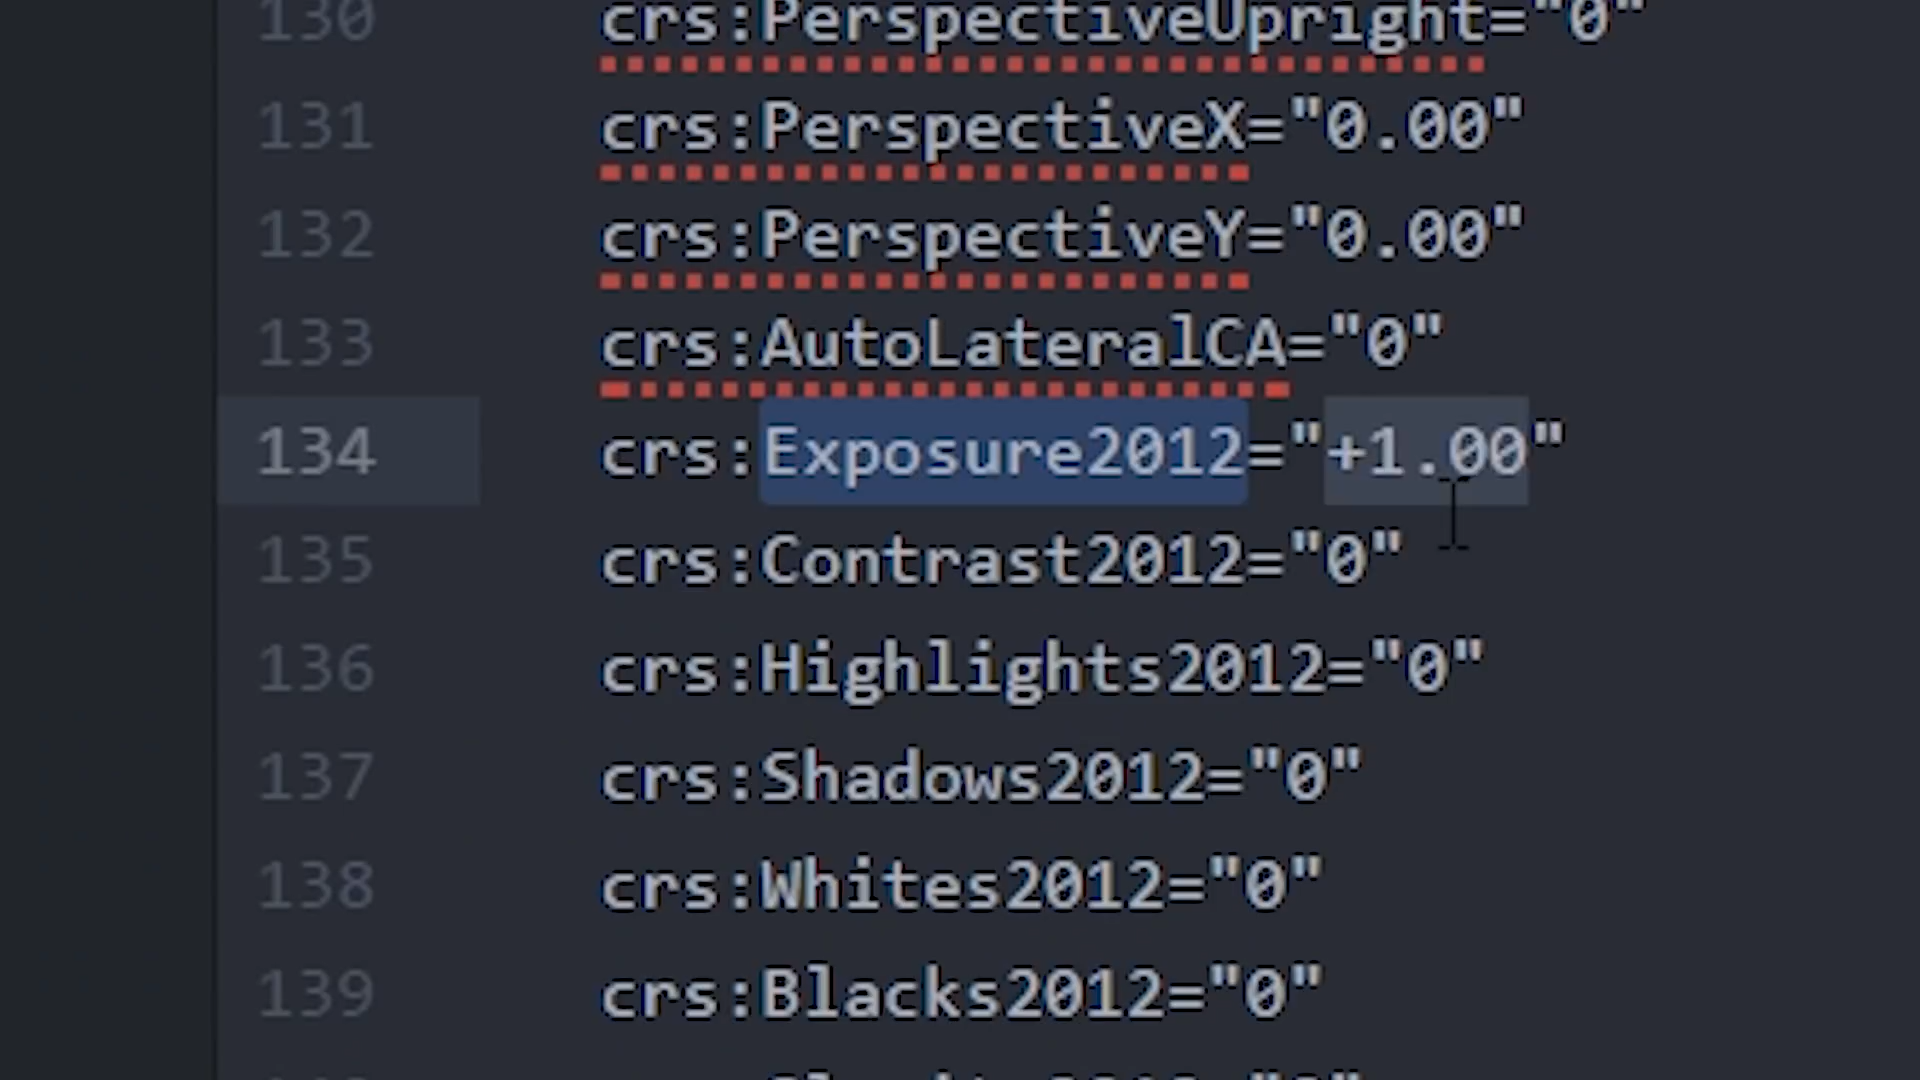 130 crs:PerspectiveUpright="0"
131 crs:PerspectiveX="0.00"
132 crs:PerspectiveY="0.00"
133 crs:AutoLateralCA="0"
134 crs:Exposure2012="+1.00"
135 crs:Contrast2012="0"
136 crs:Highlights2012="0"
137 crs:Shadows2012="0"
138 crs:Whites2012="0"
139 crs:Blacks2012="0"